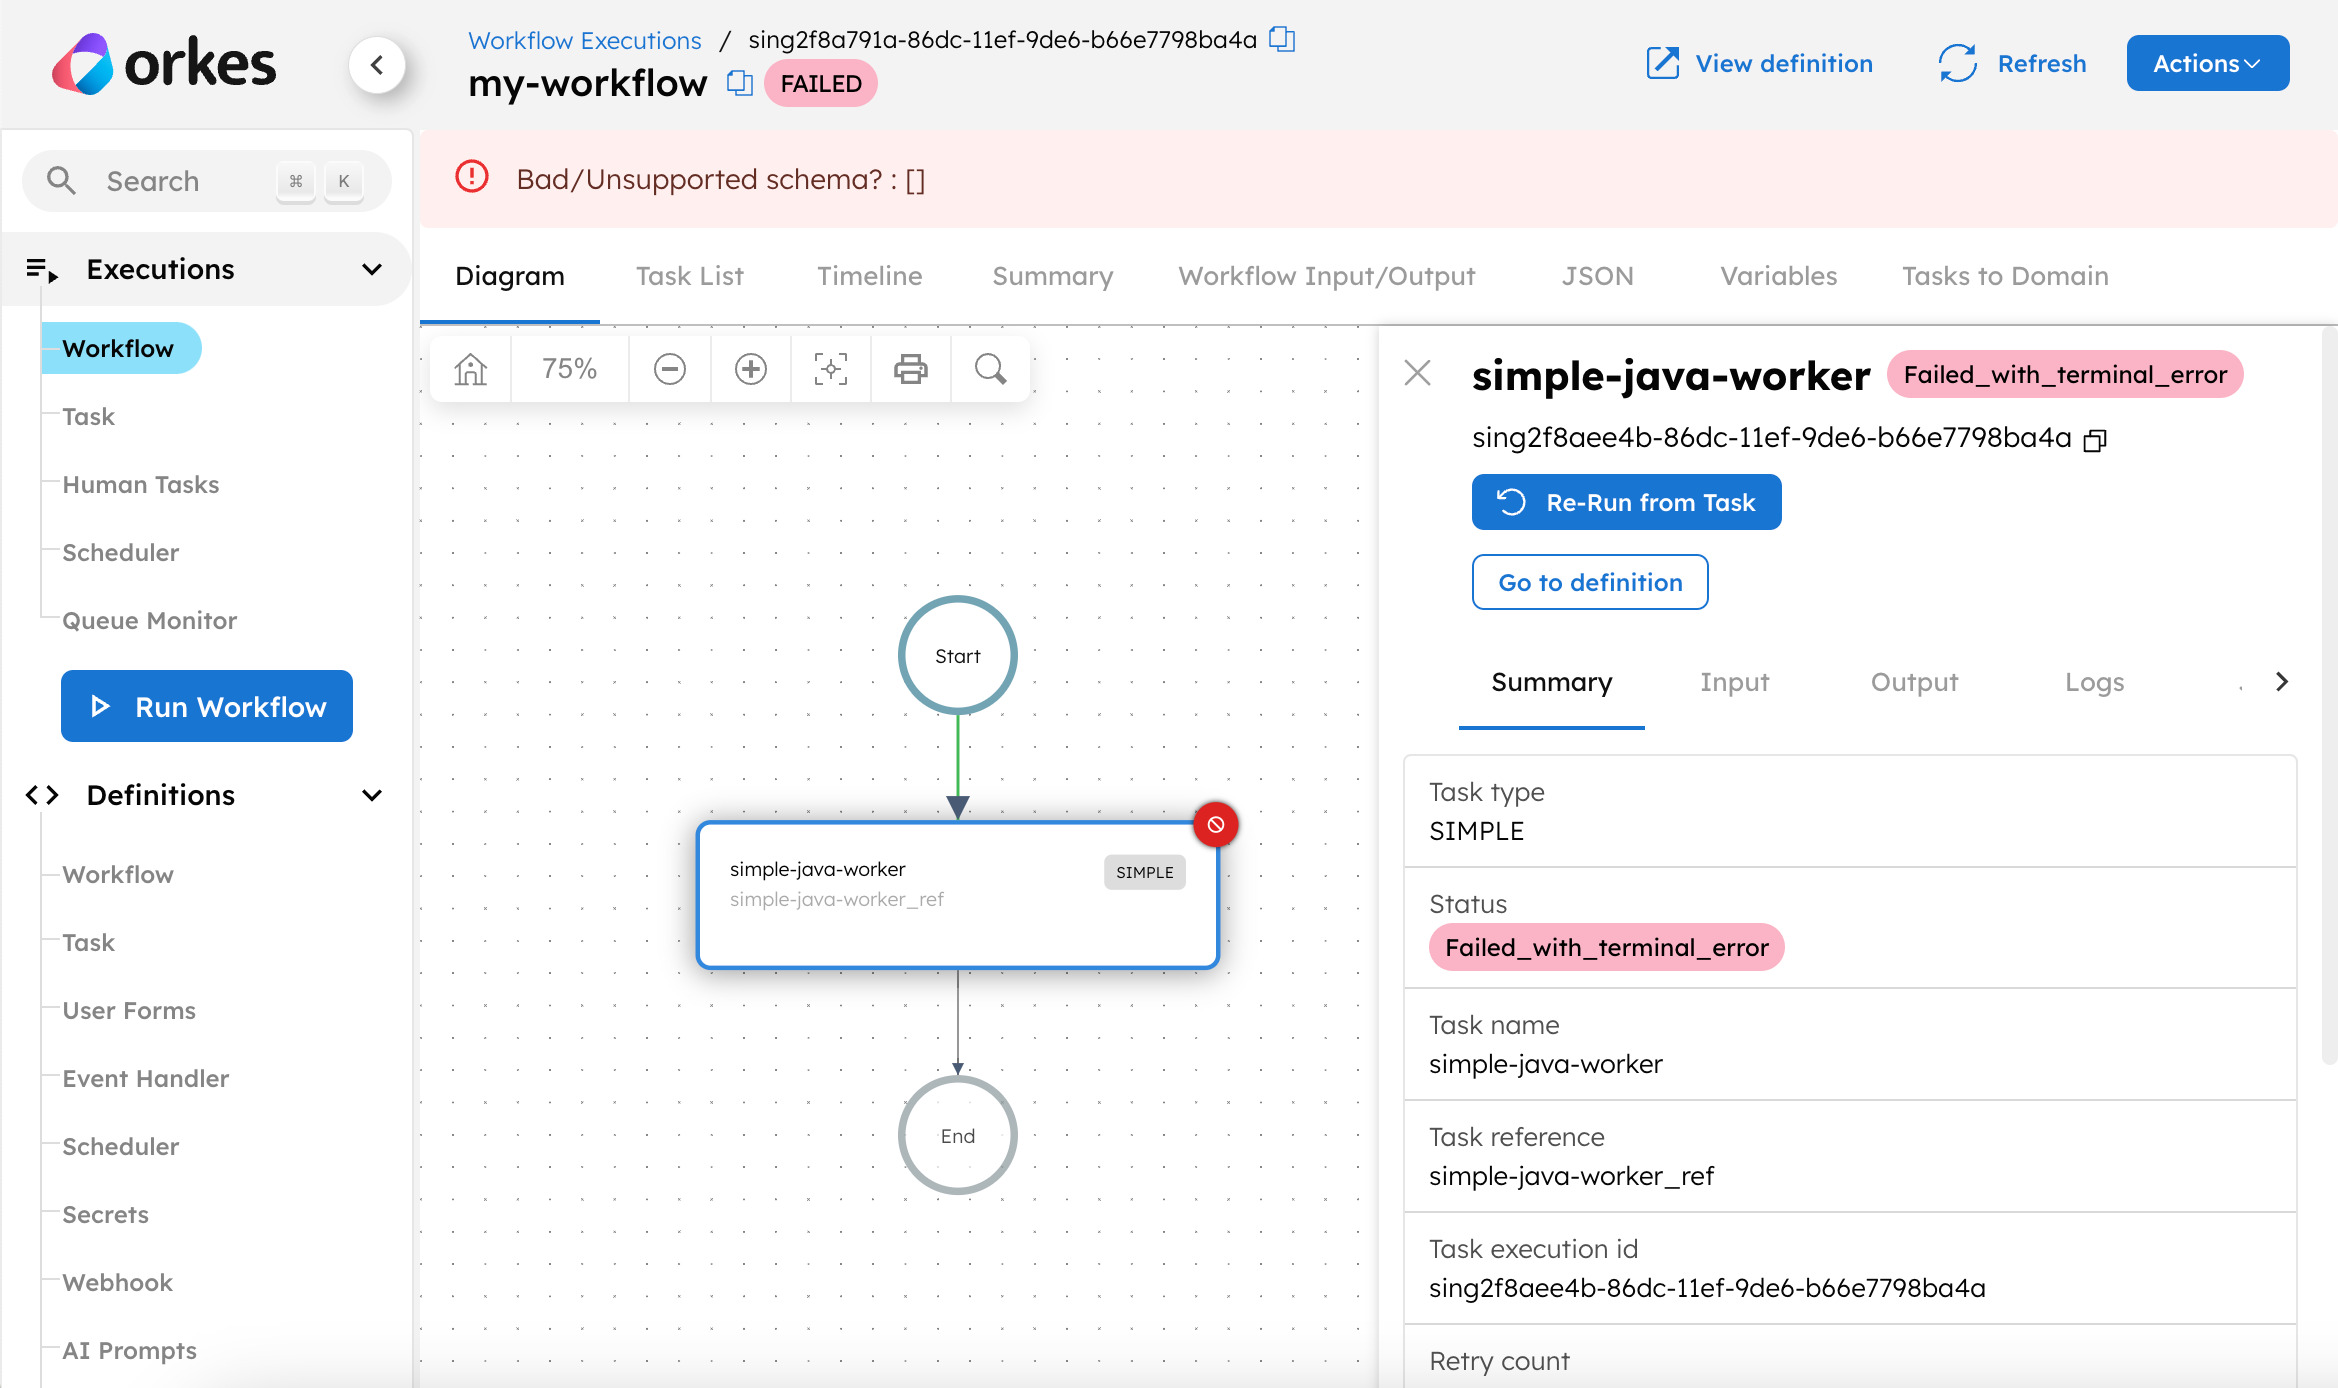 orkes
Workflow Executions / sing2f8a791a-86dc-11ef-9de6-b66e7798ba4a
my-workflow FAILED
View definition
Refresh
Actions
Search ⌘ K
Executions
Workflow
Task
Human Tasks
Scheduler
Queue Monitor
Run Workflow
Definitions
Workflow
Task
User Forms
Event Handler
Scheduler
Secrets
Webhook
AI Prompts
Bad/Unsupported schema? : []
Diagram Task List Timeline Summary Workflow Input/Output JSON Variables Tasks to Domain
75%
Start
simple-java-worker SIMPLE
simple-java-worker_ref
End
simple-java-worker Failed_with_terminal_error
sing2f8aee4b-86dc-11ef-9de6-b66e7798ba4a
Re-Run from Task
Go to definition
Summary Input Output Logs
Task type
SIMPLE
Status
Failed_with_terminal_error
Task name
simple-java-worker
Task reference
simple-java-worker_ref
Task execution id
sing2f8aee4b-86dc-11ef-9de6-b66e7798ba4a
Retry count